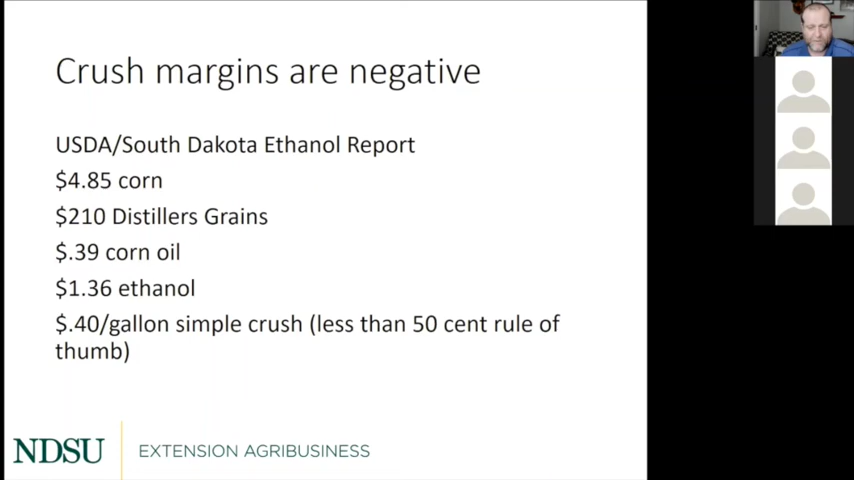 Crush margins are negative
USDA/South Dakota Ethanol Report
$4.85 corn
$210 Distillers Grains
$.39 corn oil
$1.36 ethanol
$.40/gallon simple crush (less than 50 cent rule of
thumb)
NDSU EXTENSION AGRIBUSINESS